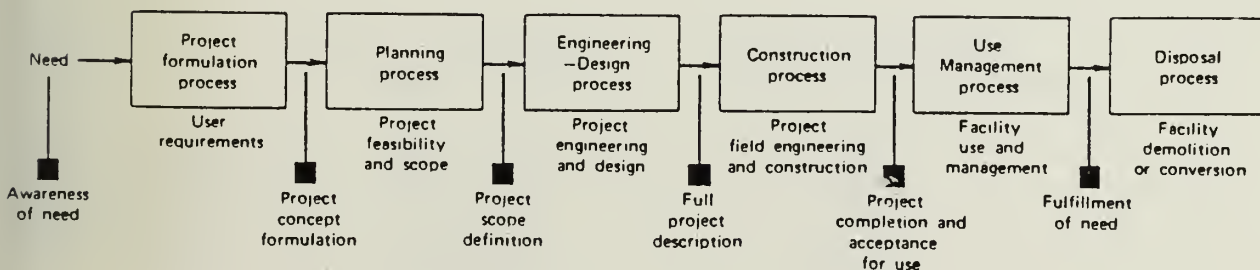 Need
Project
formulation
process
Planning
process
Engineering
–Design
process
Construction
process
Use
Management
process
Disposal
process
User
requirements
Project
feasibility
and scope
Project
engineering
and design
Project
field engineering
and construction
Facility
use and
management
Facility
demolition
or conversion
Awareness
of need
Project
concept
formulation
Project
scope
definition
Full
project
description
Project
completion and
acceptance
for use
Fulfillment
of need